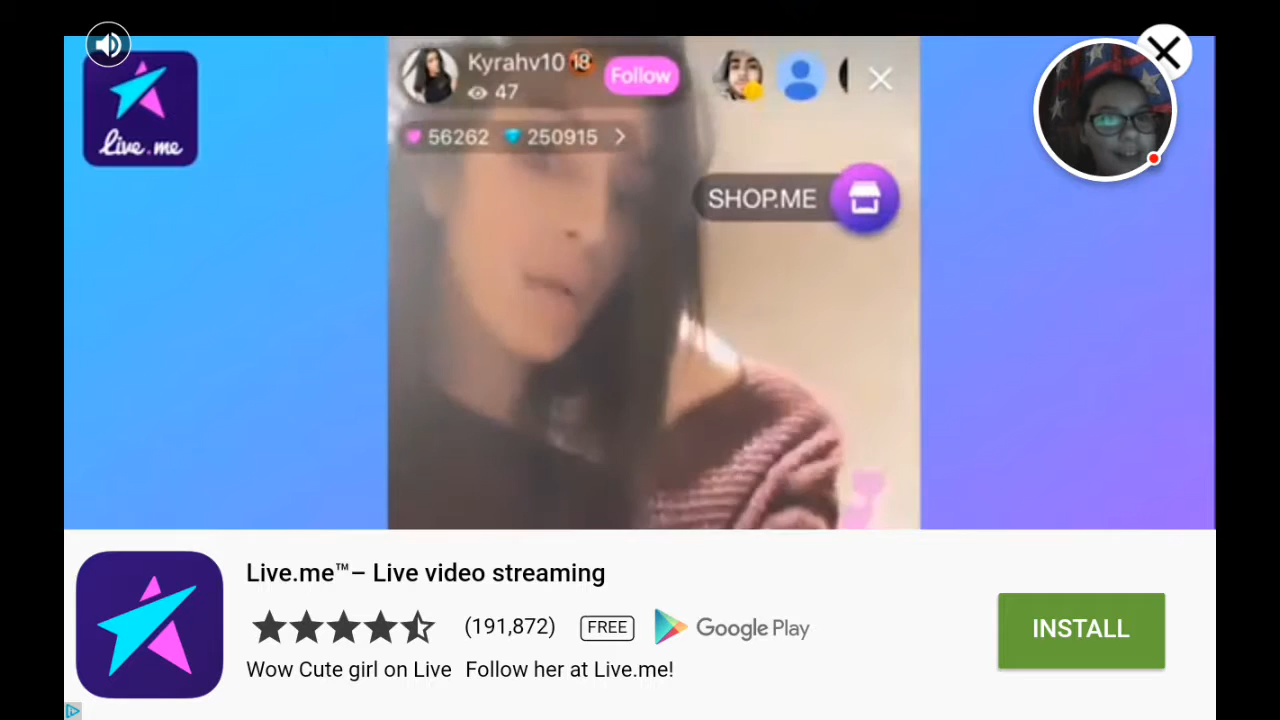 live.me
Kyrahv10 18
47
Follow
56262 250915
SHOP.ME
Live.me™– Live video streaming
(191,872) FREE Google Play
Wow Cute girl on Live Follow her at Live.me!
INSTALL